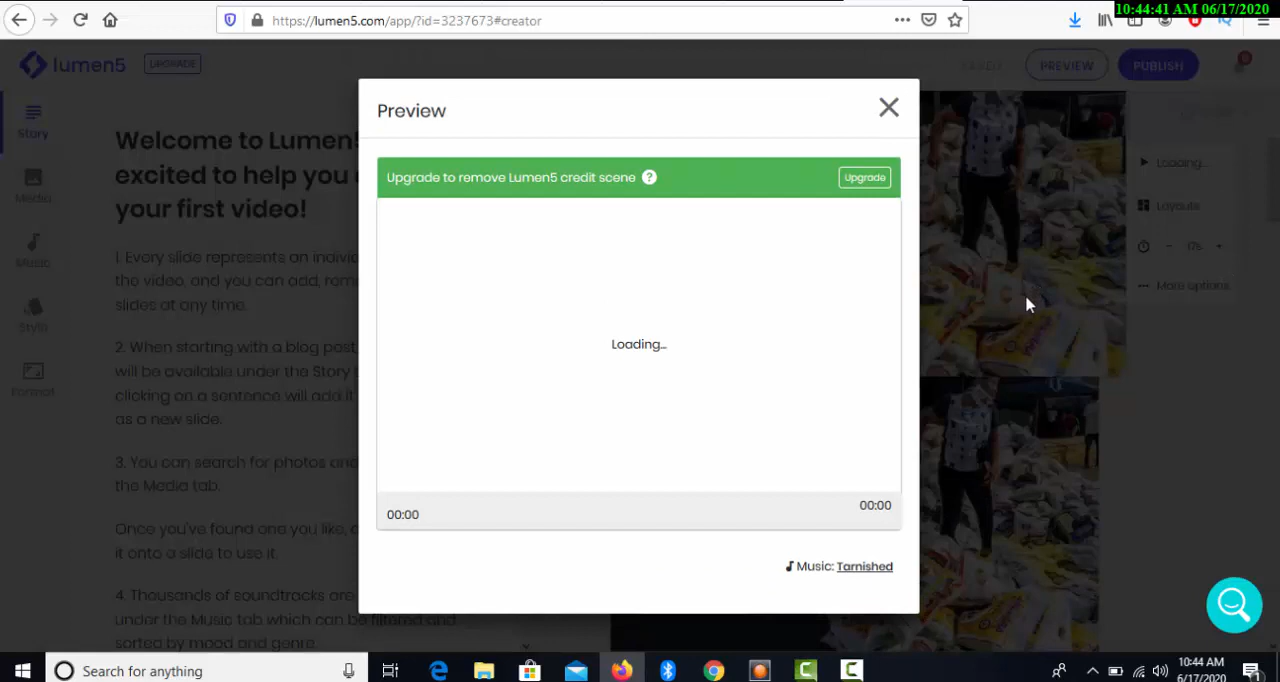 10:44:41 AM 06/17/2020
https://lumen5.com/app/?id=3237673#creator
lumen5
UPGRADE
SAVED
PREVIEW
PUBLISH
Story
Media
Music
Style
Format
Welcome to Lumen5
excited to help you
your first video!
1. Every slide represents an individ
the video, and you can add, rem
slides at any time.
2. When starting with a blog post,
will be available under the Story
clicking on a sentence will add it
as a new slide.
3. You can search for photos and
the Media tab.
Once you've found one you like,
it onto a slide to use it.
4. Thousands of soundtracks are
under the Music tab which can be filtered and
sorted by mood and genre.
Preview
Upgrade to remove Lumen5 credit scene ?
Upgrade
Loading...
00:00
00:00
Music: Tarnished
Loading...
Layouts
More options
Search for anything
10:44 AM
6/17/2020